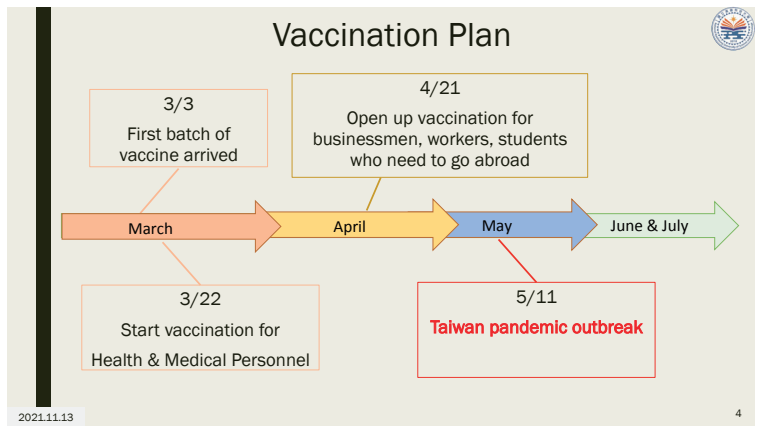 Vaccination Plan
3/3
First batch of
vaccine arrived
4/21
Open up vaccination for
businessmen, workers, students
who need to go abroad
March
April
May
June & July
3/22
Start vaccination for
Health & Medical Personnel
5/11
Taiwan pandemic outbreak
2021.11.13
4